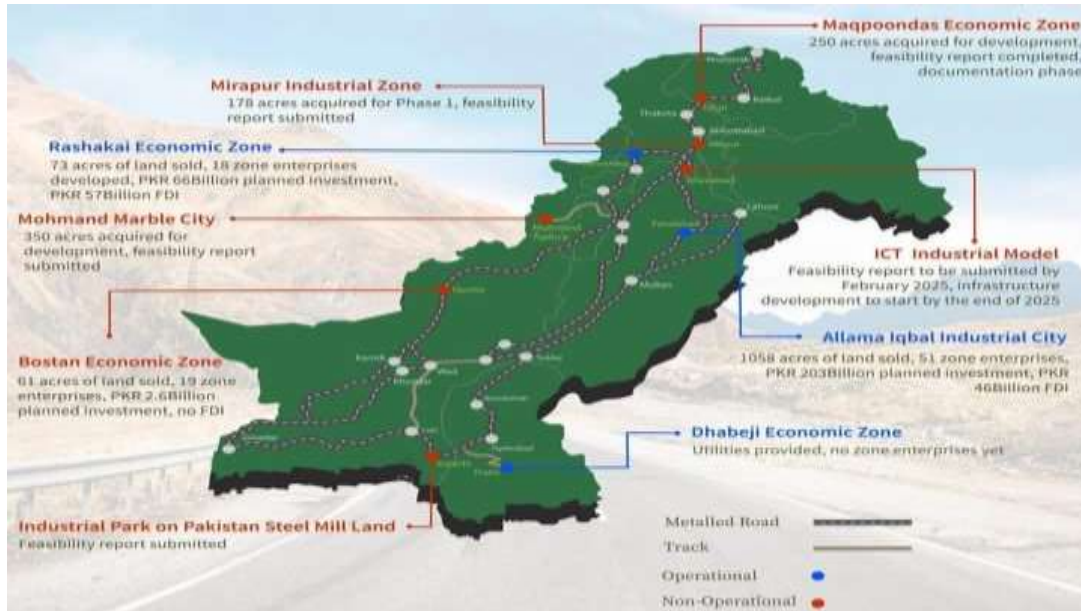 Maqpoondas Economic Zone
250 acres acquired for development,
feasibility report completed,
documentation phase
Mirapur Industrial Zone
178 acres acquired for Phase 1, feasibility
report submitted
Rashakai Economic Zone
73 acres of land sold, 18 zone enterprises
developed, PKR 66Billion planned investment,
PKR 57Billion FDI
Mohmand Marble City
350 acres acquired for
development, feasibility report
submitted
ICT Industrial Model
Feasibility report to be submitted by
February 2025, infrastructure
development to start by the end of 2025
Allama Iqbal Industrial City
1058 acres of land sold, 51 zone enterprises,
PKR 203Billion planned investment, PKR
46Billion FDI
Bostan Economic Zone
61 acres of land sold, 19 zone
enterprises, PKR 2.6Billion
planned investment, no FDI
Dhabeji Economic Zone
Utilities provided, no zone enterprises yet
Industrial Park on Pakistan Steel Mill Land
Feasibility report submitted
Lahore
Multan
Metalled Road
Track
Operational
Non-Operational